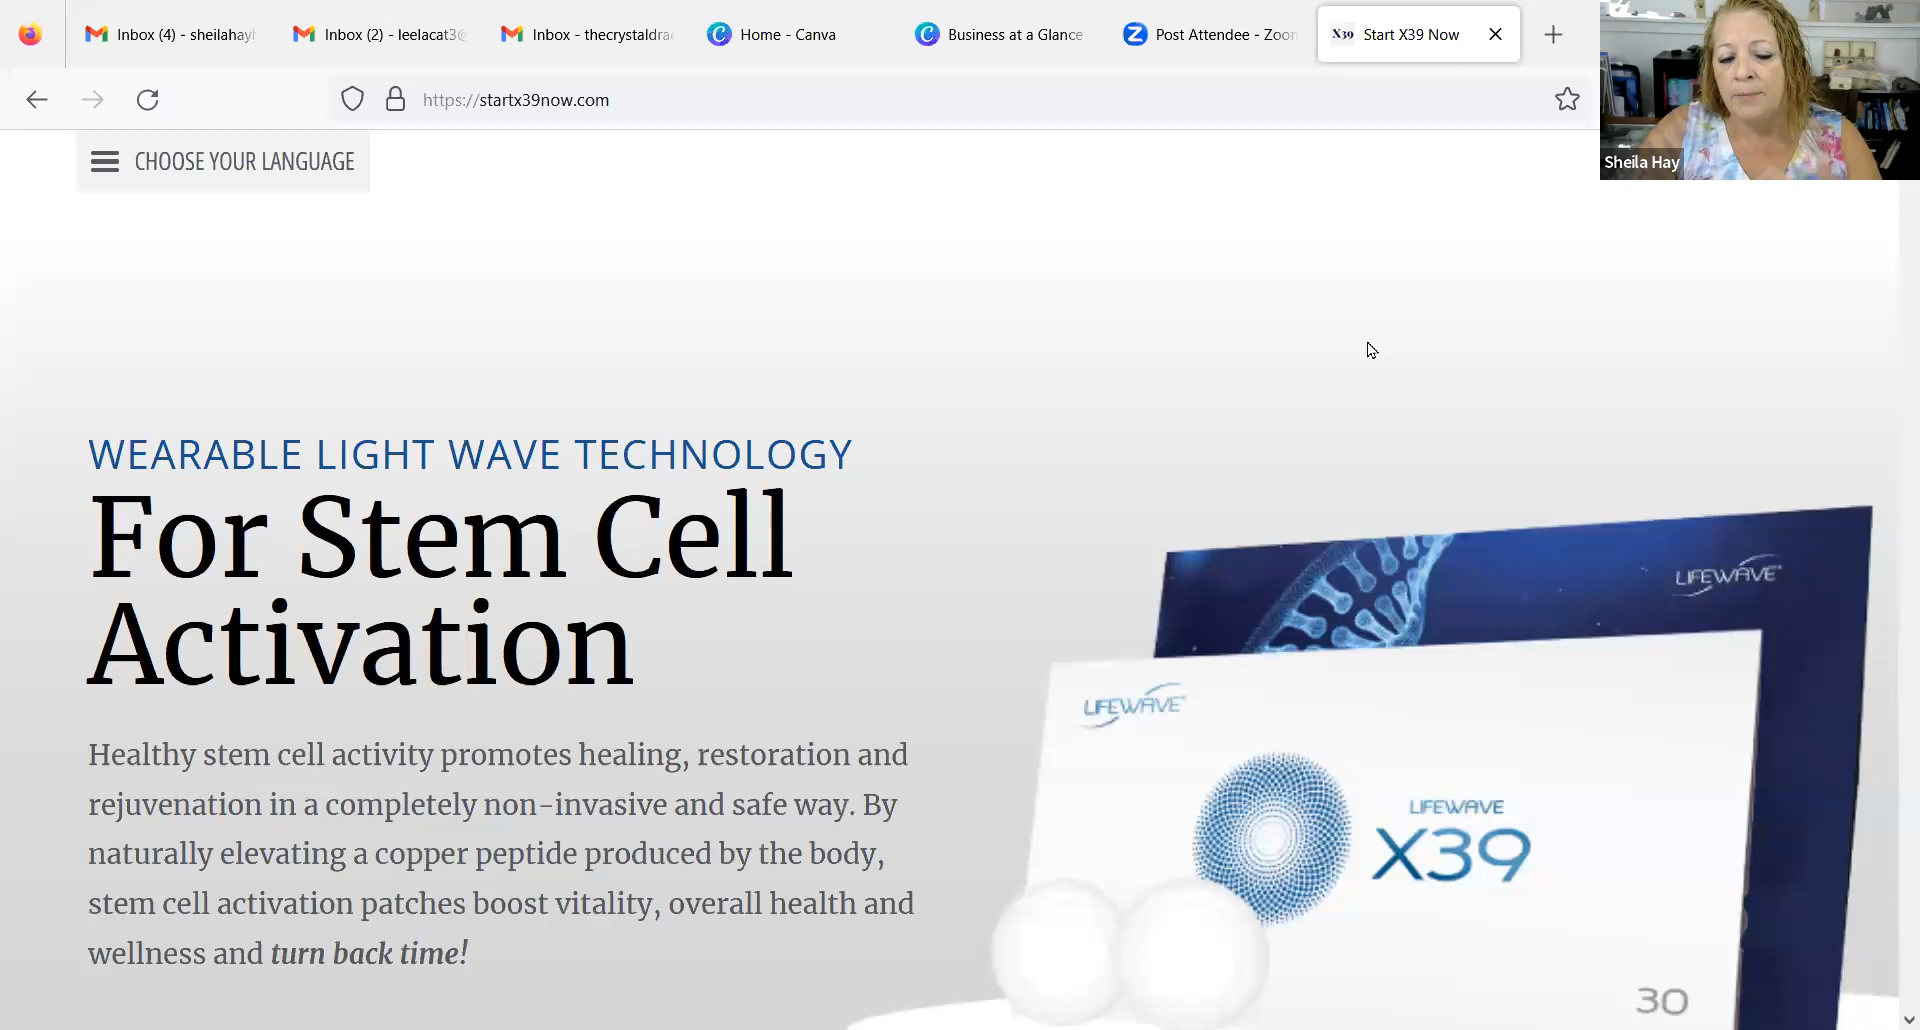 Inbox (4) - sheilahayh
Inbox (2) - leelacat3@
Inbox - thecrystaldra
Home - Canva
Business at a Glance
Post Attendee - Zoon
X39 Start X39 Now
https://startx39now.com
Sheila Hay
CHOOSE YOUR LANGUAGE
WEARABLE LIGHT WAVE TECHNOLOGY
For Stem Cell
Activation
Healthy stem cell activity promotes healing, restoration and
rejuvenation in a completely non-invasive and safe way. By
naturally elevating a copper peptide produced by the body,
stem cell activation patches boost vitality, overall health and
wellness and turn back time!
LIFEWAVE
LIFEWAVE
LIFEWAVE
X39
30